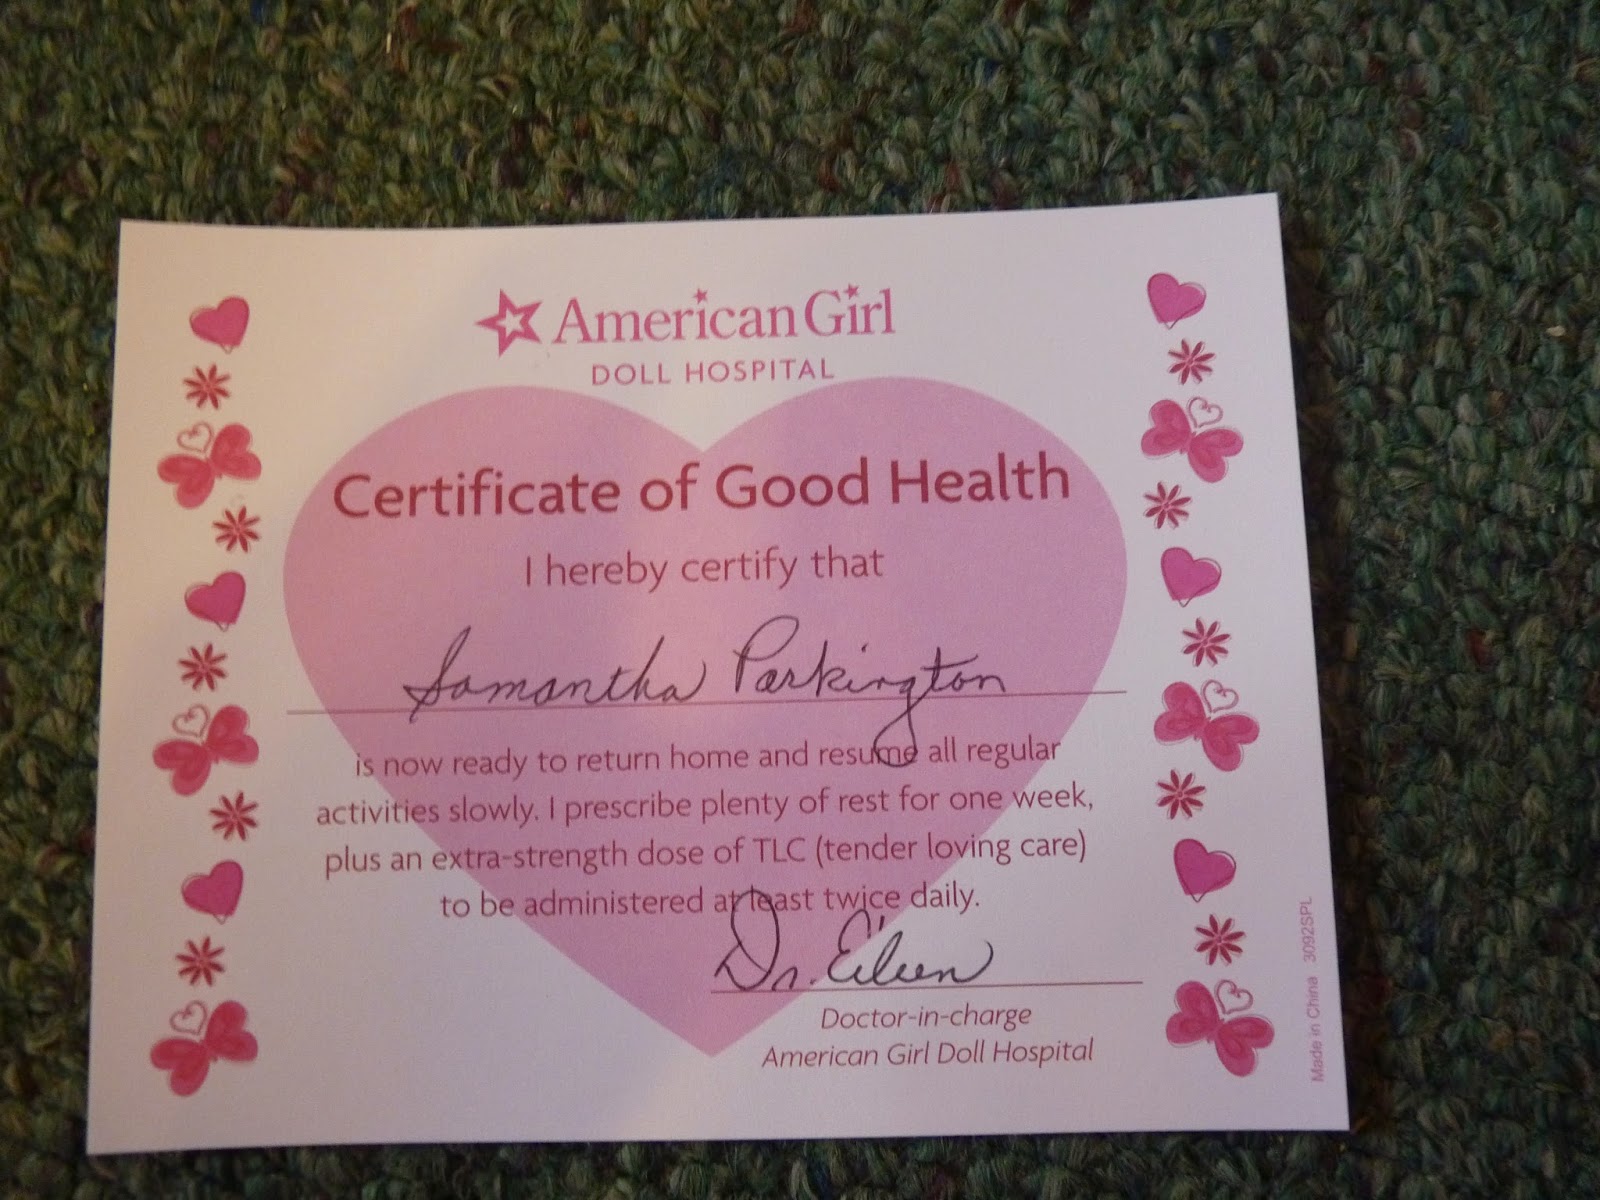 American Girl
DOLL HOSPITAL
Certificate of Good Health
I hereby certify that
Samantha Parkington
is now ready to return home and resume all regular
activities slowly. I prescribe plenty of rest for one week,
plus an extra-strength dose of TLC (tender loving care)
to be administered at least twice daily.
Dr. Eileen
Doctor-in-charge
American Girl Doll Hospital
Made in China 3092SPL